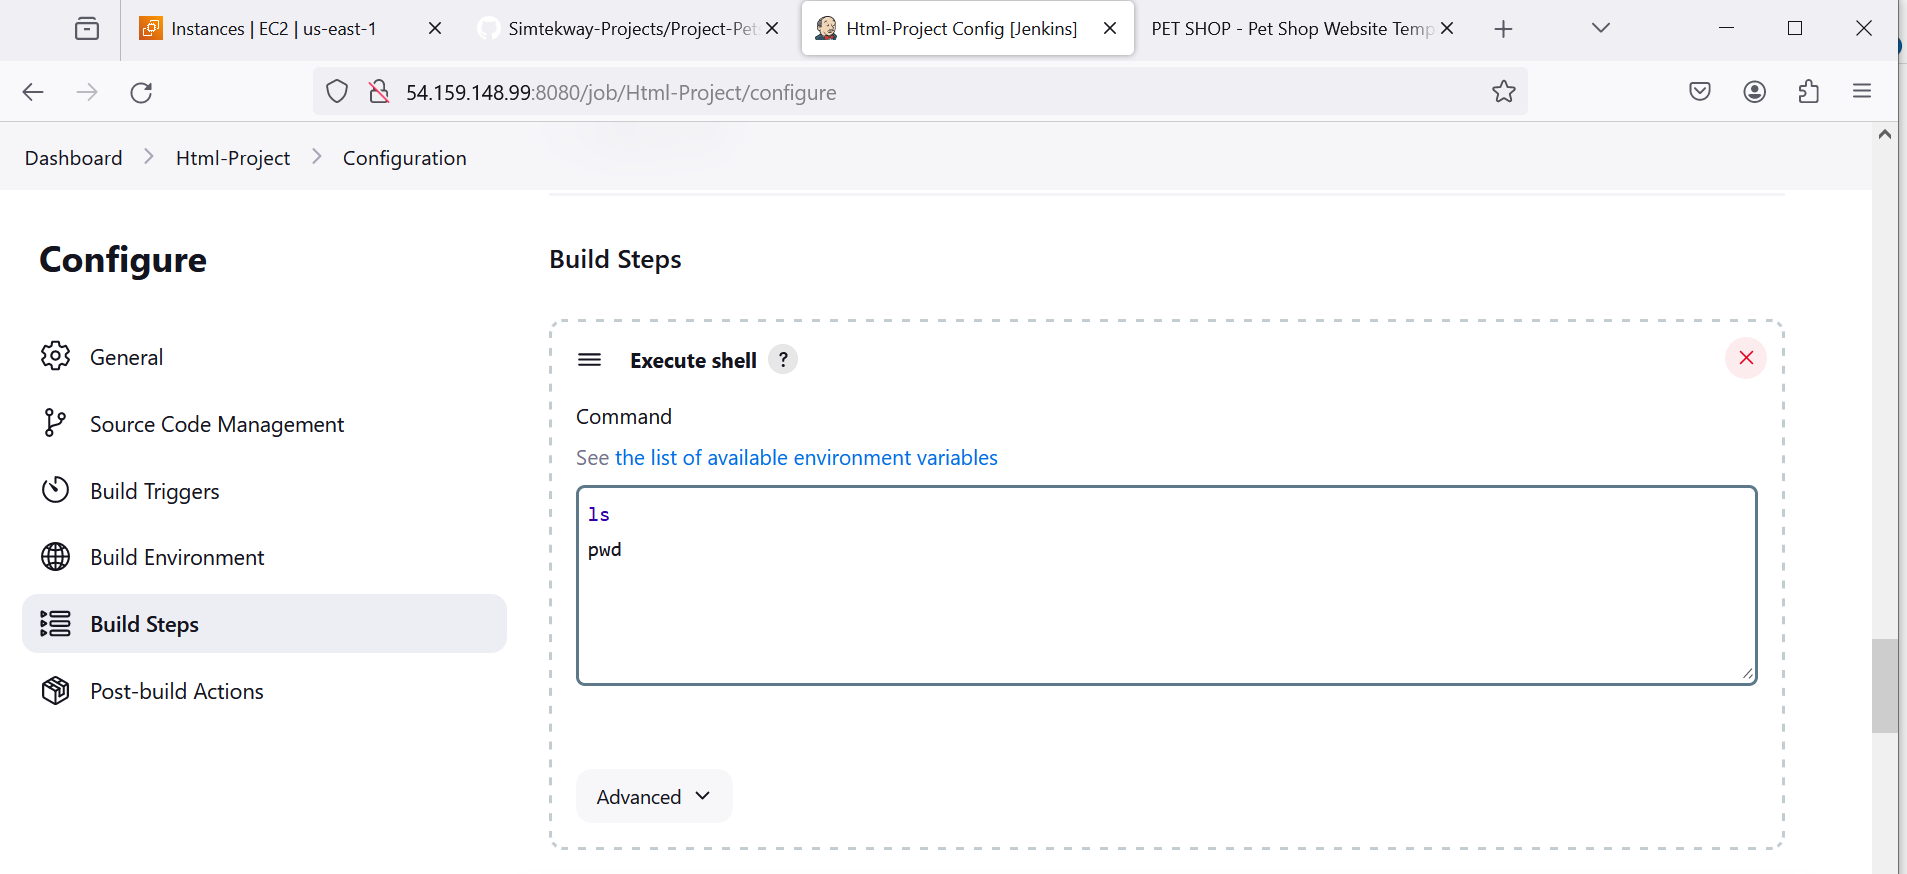 Instances | EC2 | us-east-1
Simtekway-Projects/Project-Pet
Html-Project Config [Jenkins]
PET SHOP - Pet Shop Website Temp
54.159.148.99:8080/job/Html-Project/configure
Dashboard > Html-Project > Configuration
Configure
General
Source Code Management
Build Triggers
Build Environment
Build Steps
Post-build Actions
Build Steps
Execute shell ?
Command
See the list of available environment variables
ls
pwd
Advanced